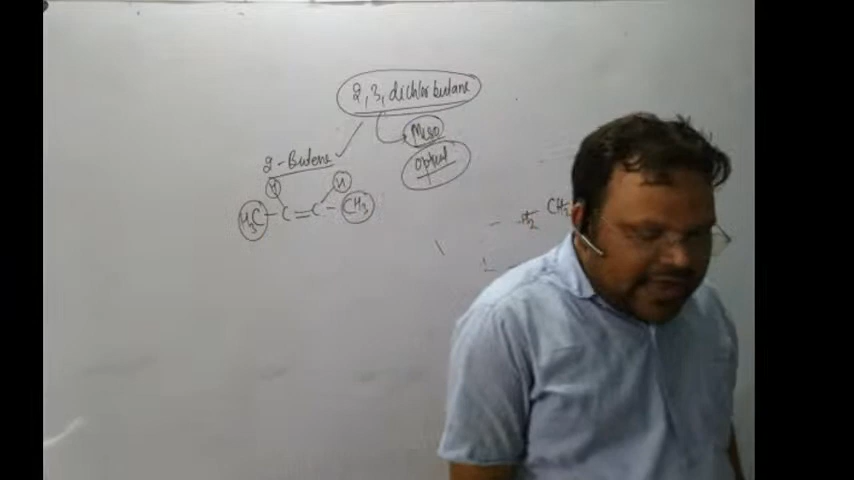 2, 3, dichlor butane
Meso
optical
2-Butene
H H
H3C-C=C-CH3
CH3